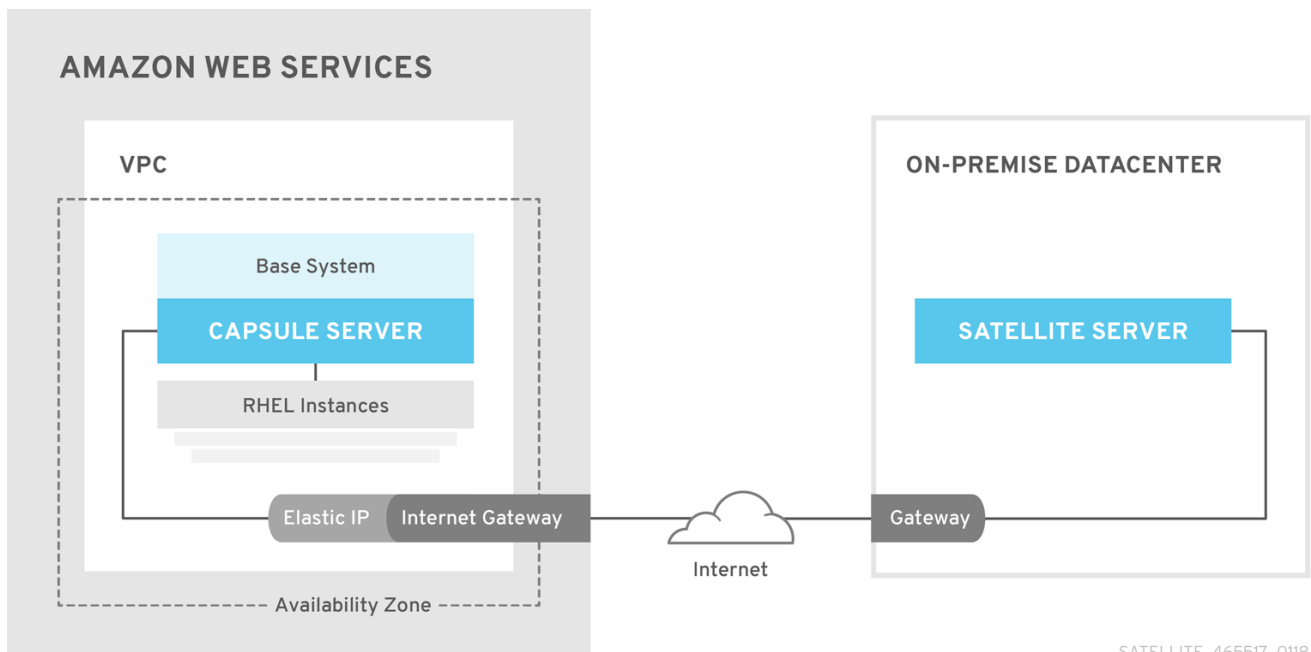 AMAZON WEB SERVICES
VPC
Base System
CAPSULE SERVER
RHEL Instances
Elastic IP
Internet Gateway
Availability Zone
Internet
ON-PREMISE DATACENTER
SATELLITE SERVER
Gateway
SATELLITE_465517_0118